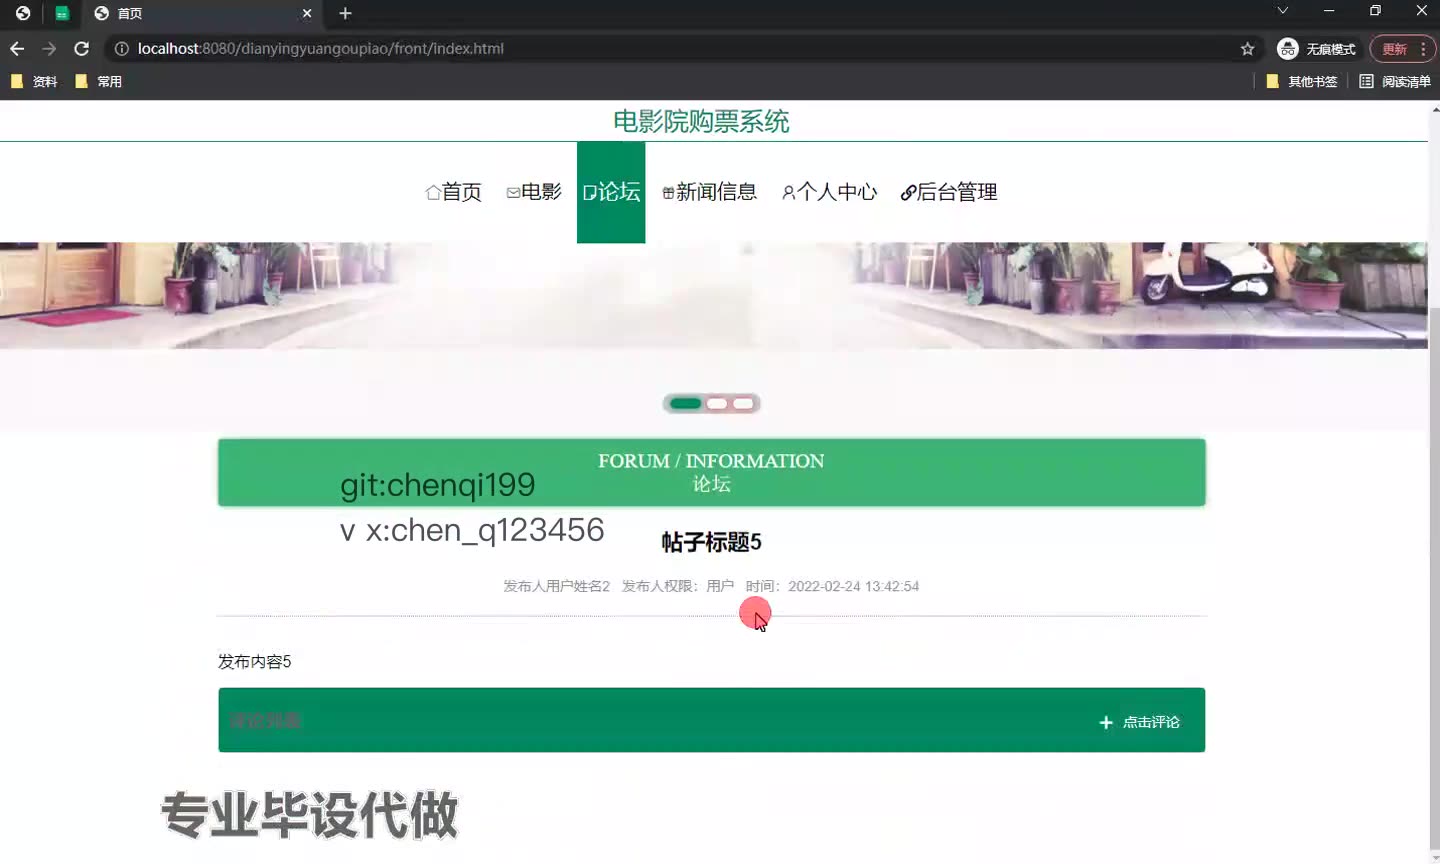 首页
localhost:8080/dianyingyuangoupiao/front/index.html
无痕模式
更新
资料
常用
其他书签
阅读清单
电影院购票系统
首页
电影
论坛
新闻信息
个人中心
后台管理
FORUM / INFORMATION
论坛
git:chenqi199
v x:chen_q123456
帖子标题5
发布人用户姓名2 发布人权限：用户 时间：2022-02-24 13:42:54
发布内容5
评论列表
点击评论
专业毕设代做